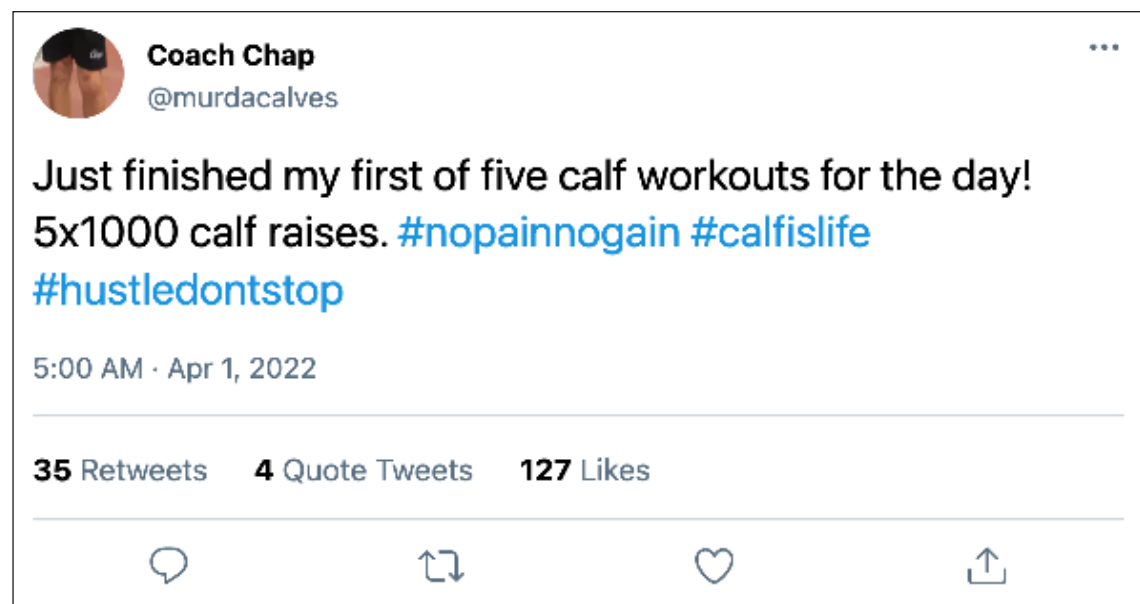 Coach Chap
@murdacalves
Just finished my first of five calf workouts for the day!
5x1000 calf raises. #nopainnogain #calfislife
#hustledontstop
5:00 AM · Apr 1, 2022
35 Retweets 4 Quote Tweets 127 Likes